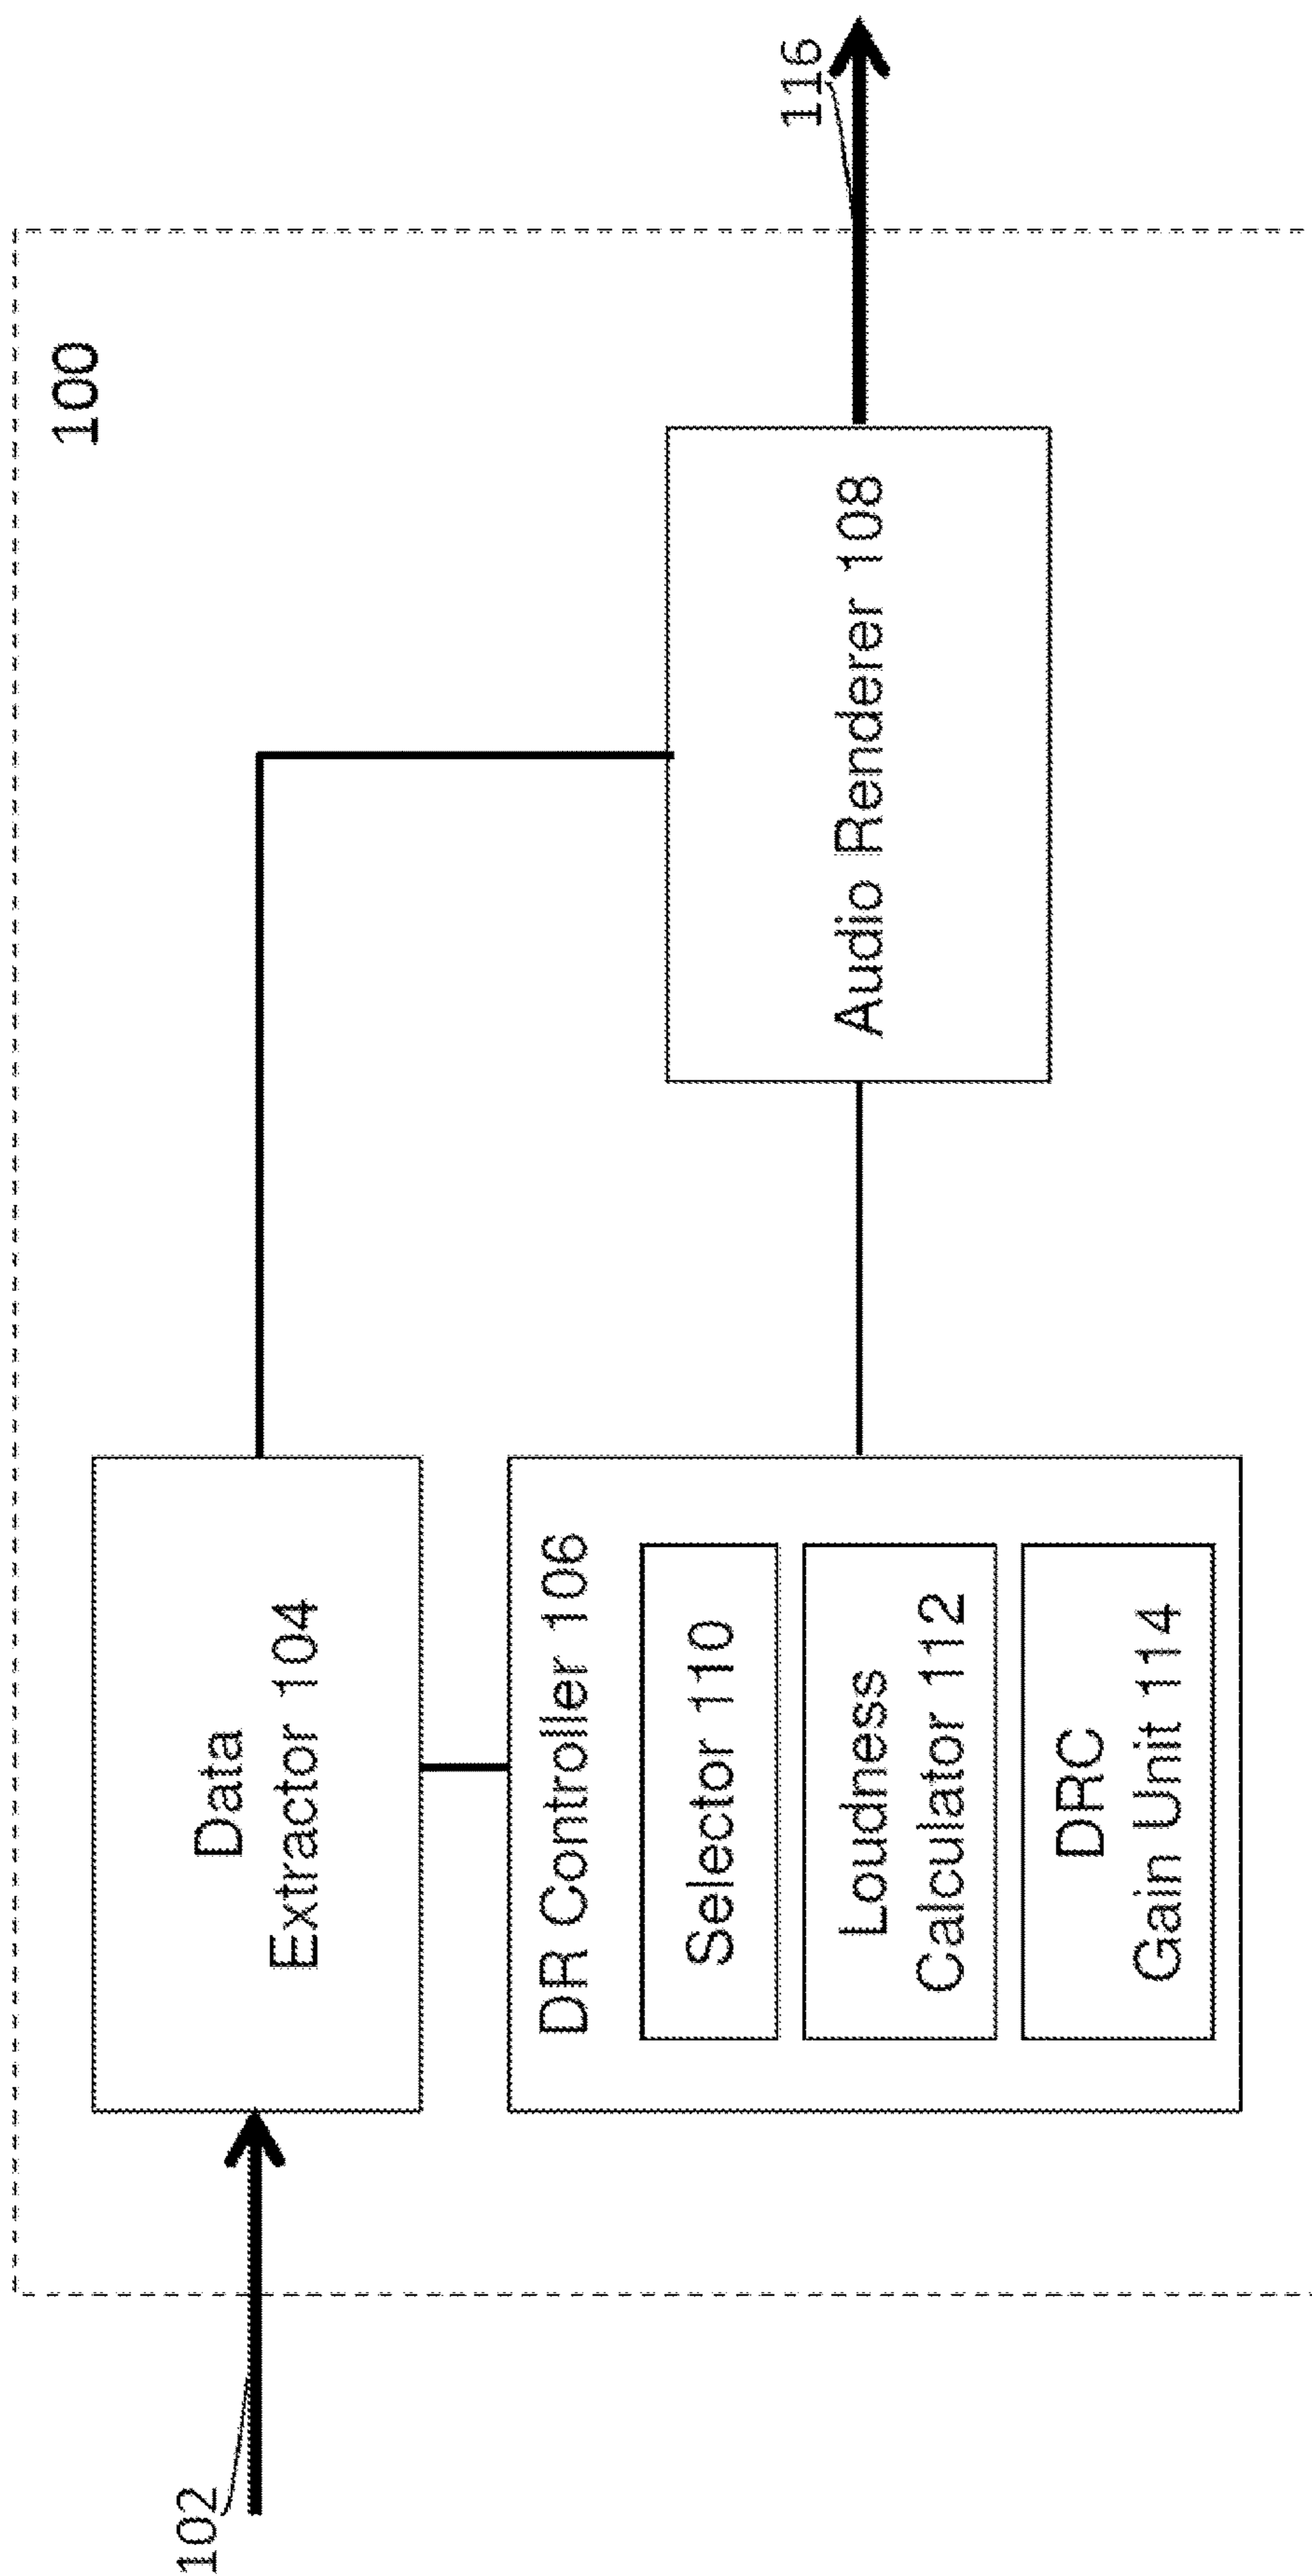 100
102
Data
Extractor 104
DR Controller 106
Selector 110
Loudness
Calculator 112
DRC
Gain Unit 114
Audio Renderer 108
116